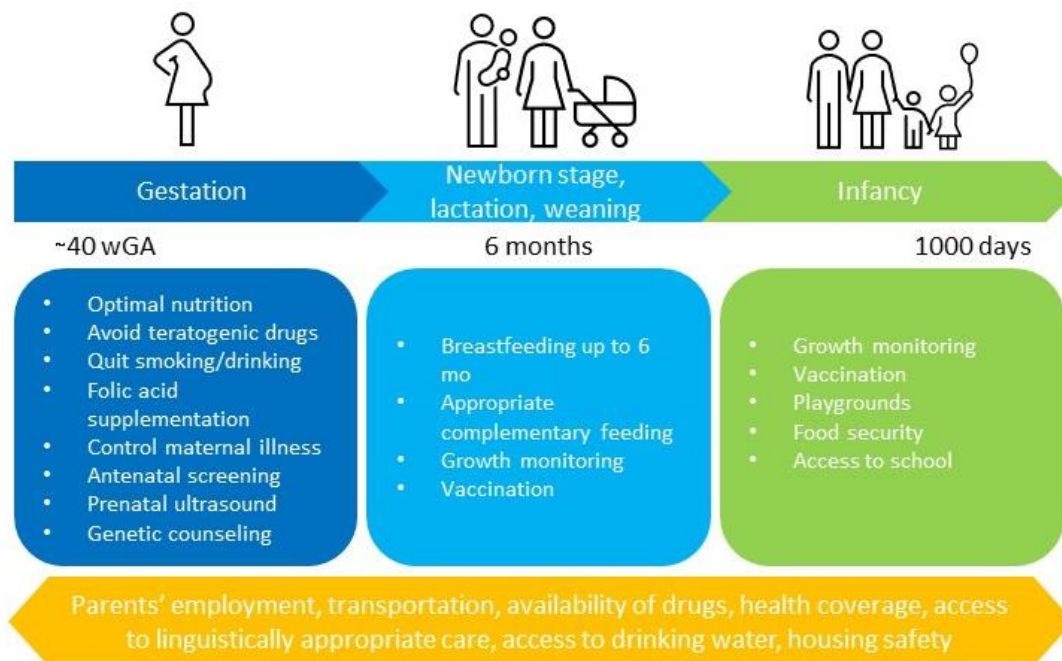 Gestation
Newborn stage,
lactation, weaning
Infancy
~40 wGA
6 months
1000 days
• Optimal nutrition
• Avoid teratogenic drugs
• Quit smoking/drinking
• Folic acid
supplementation
• Control maternal illness
• Antenatal screening
• Prenatal ultrasound
• Genetic counseling
• Breastfeeding up to 6
mo
• Appropriate
complementary feeding
• Growth monitoring
• Vaccination
• Growth monitoring
• Vaccination
• Playgrounds
• Food security
• Access to school
Parents’ employment, transportation, availability of drugs, health coverage, access
to linguistically appropriate care, access to drinking water, housing safety